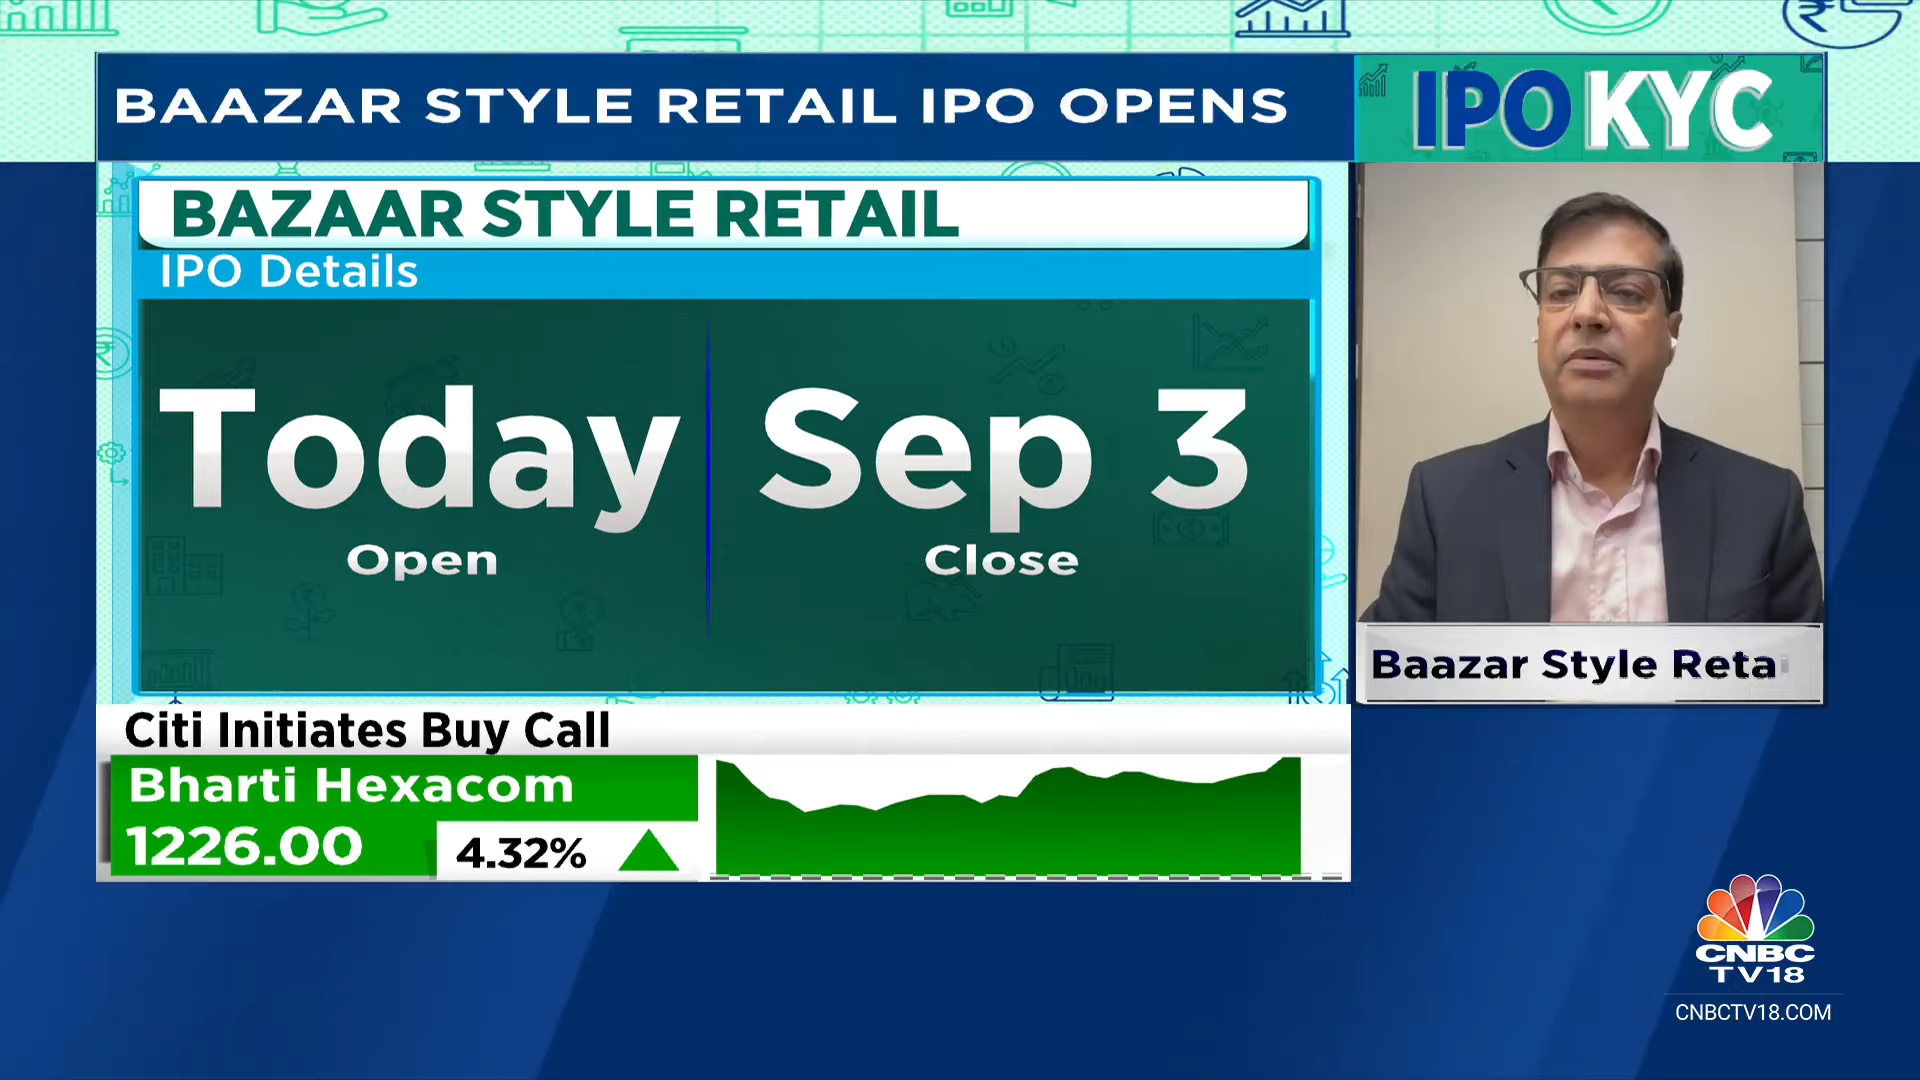 BAAZAR STYLE RETAIL IPO OPENS
IPO KYC
BAZAAR STYLE RETAIL
IPO Details
Today
Open
Sep 3
Close
Baazar Style Reta
Citi Initiates Buy Call
Bharti Hexacom
1226.00
4.32%
CNBC
TV18
CNBCTV18.COM